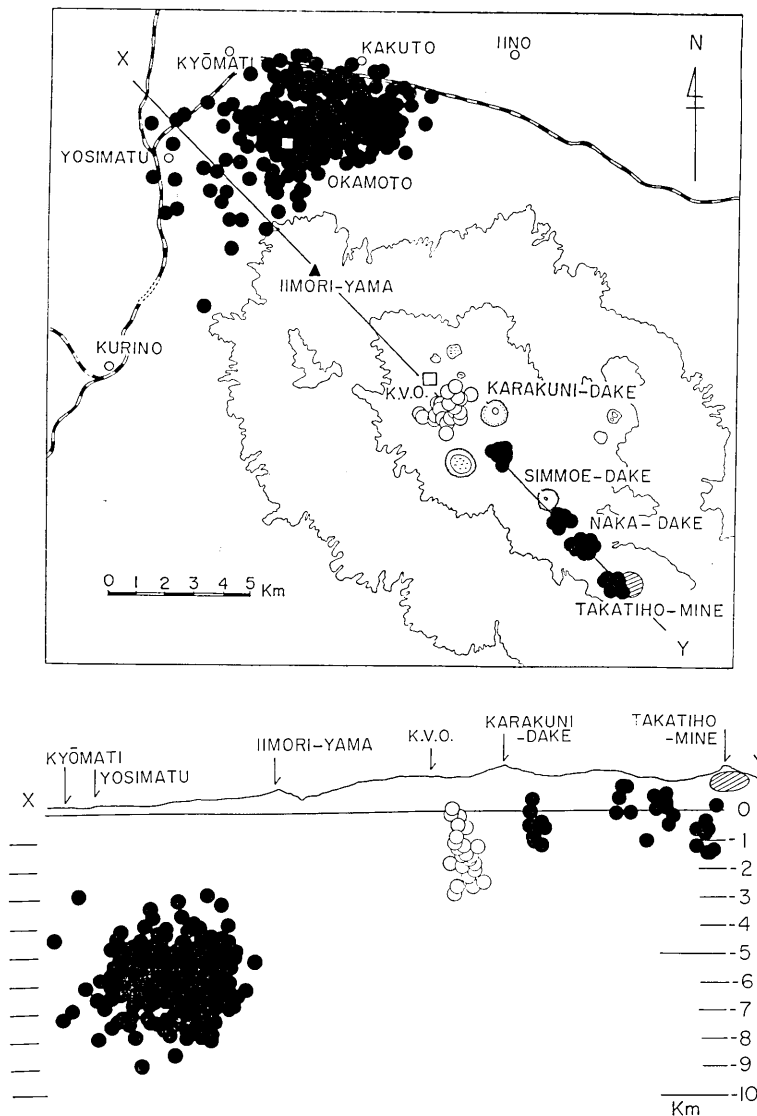 X
KYŌMATI
KAKUTO
IINO
N
YOSIMATU
OKAMOTO
IIMORI-YAMA
KURINO
K.V.O.
KARAKUNI-DAKE
SIMMOE-DAKE
NAKA-DAKE
0 1 2 3 4 5 Km
TAKATIHO-MINE
Y
KYŌMATI
YOSIMATU
IIMORI-YAMA
K.V.O.
KARAKUNI
-DAKE
TAKATIHO
-MINE
X
0
-1
-2
-3
-4
-5
-6
-7
-8
-9
-10
Km